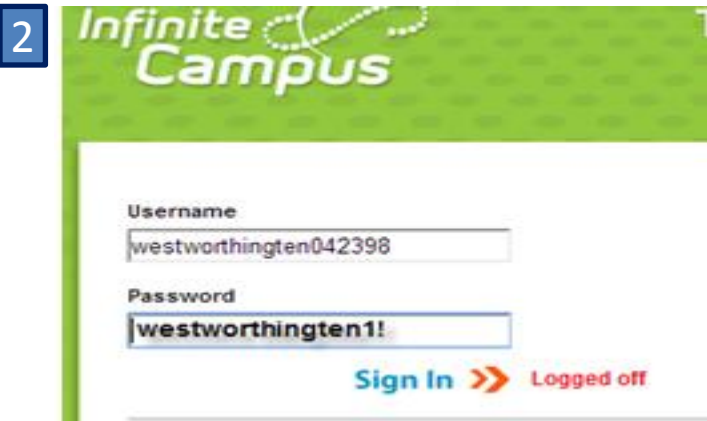 2
Infinite
Campus
Username
westworthingten042398
Password
westworthingten1!
Sign In Logged off